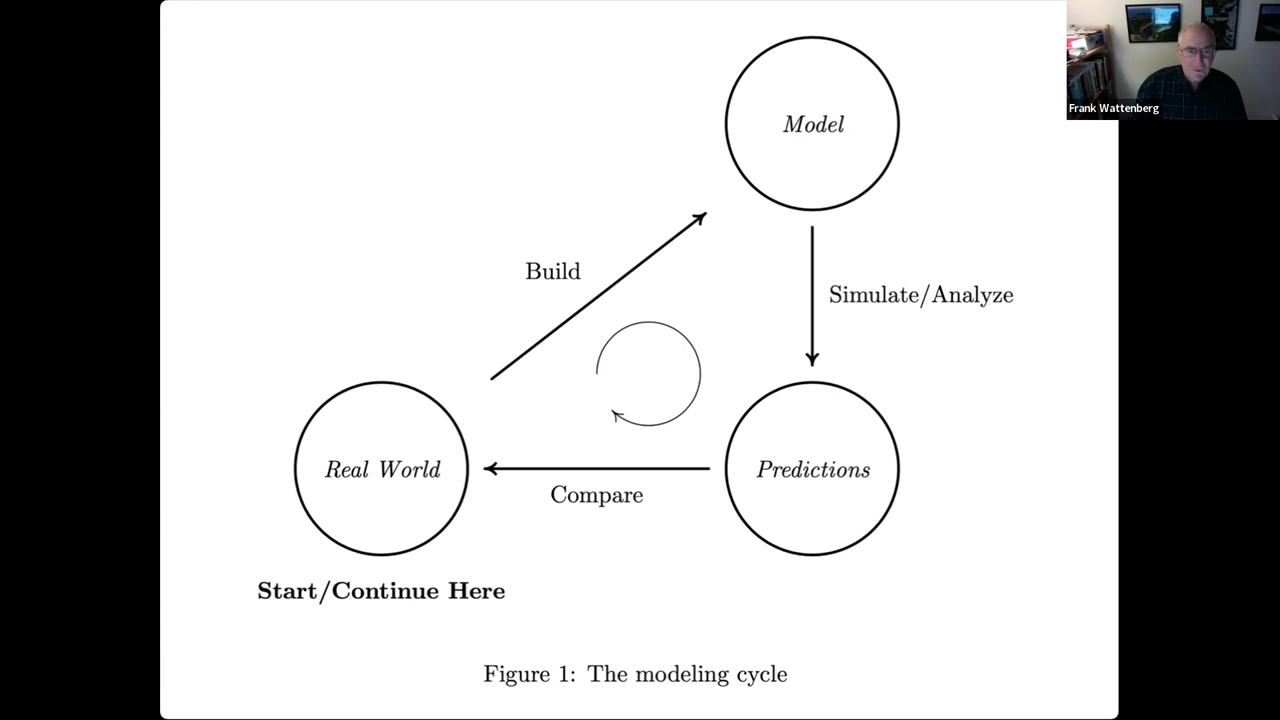 Model
Frank Wattenberg
Build
Simulate/Analyze
Real World
Predictions
Compare
Start/Continue Here
Figure 1: The modeling cycle